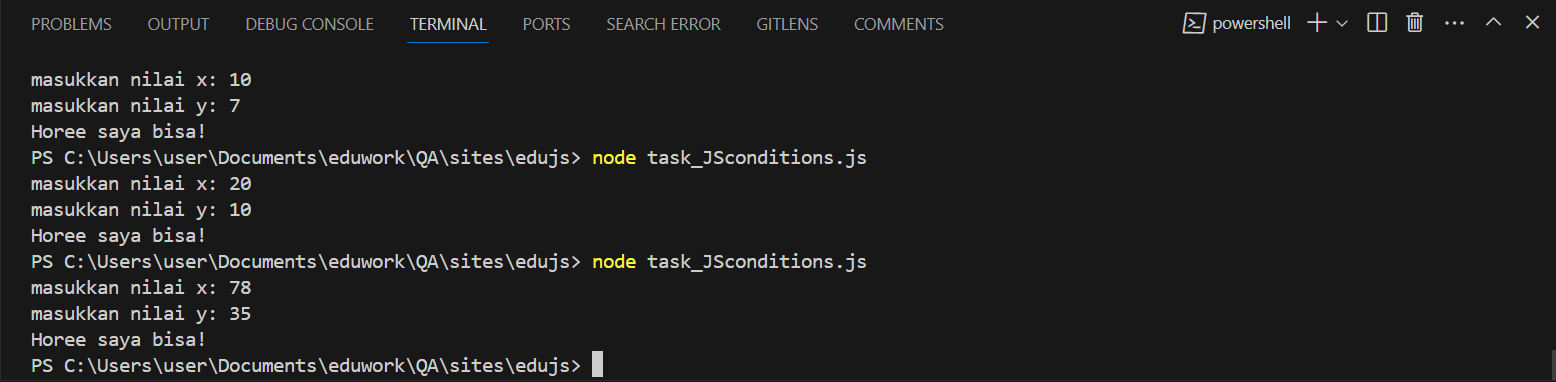 PROBLEMS OUTPUT DEBUG CONSOLE TERMINAL PORTS SEARCH ERROR GITLENS COMMENTS powershell
masukkan nilai x: 10
masukkan nilai y: 7
Horee saya bisa!
PS C:\Users\user\Documents\eduwork\QA\sites\edujs> node task_JSconditions.js
masukkan nilai x: 20
masukkan nilai y: 10
Horee saya bisa!
PS C:\Users\user\Documents\eduwork\QA\sites\edujs> node task_JSconditions.js
masukkan nilai x: 78
masukkan nilai y: 35
Horee saya bisa!
PS C:\Users\user\Documents\eduwork\QA\sites\edujs>